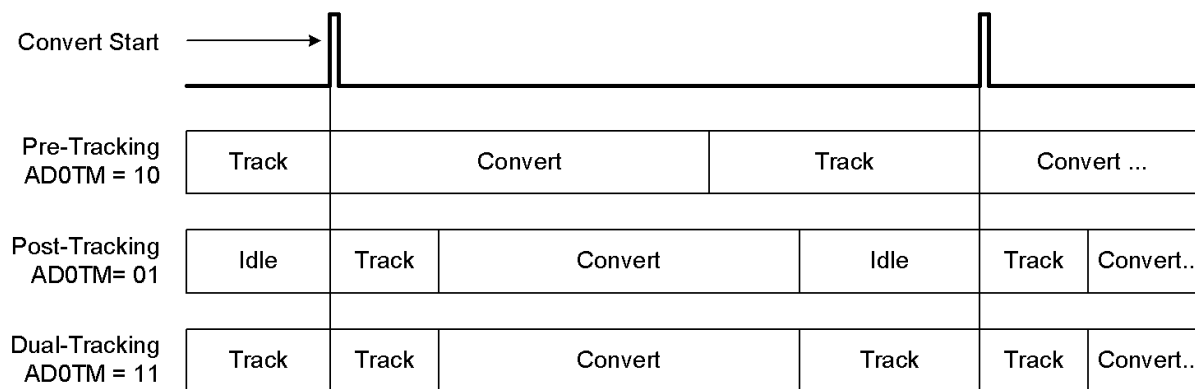 Convert Start
Pre-Tracking
AD0TM = 10
Track
Convert
Track
Convert ...
Post-Tracking
AD0TM= 01
Idle
Track
Convert
Idle
Track
Convert..
Dual-Tracking
AD0TM = 11
Track
Track
Convert
Track
Track
Convert..